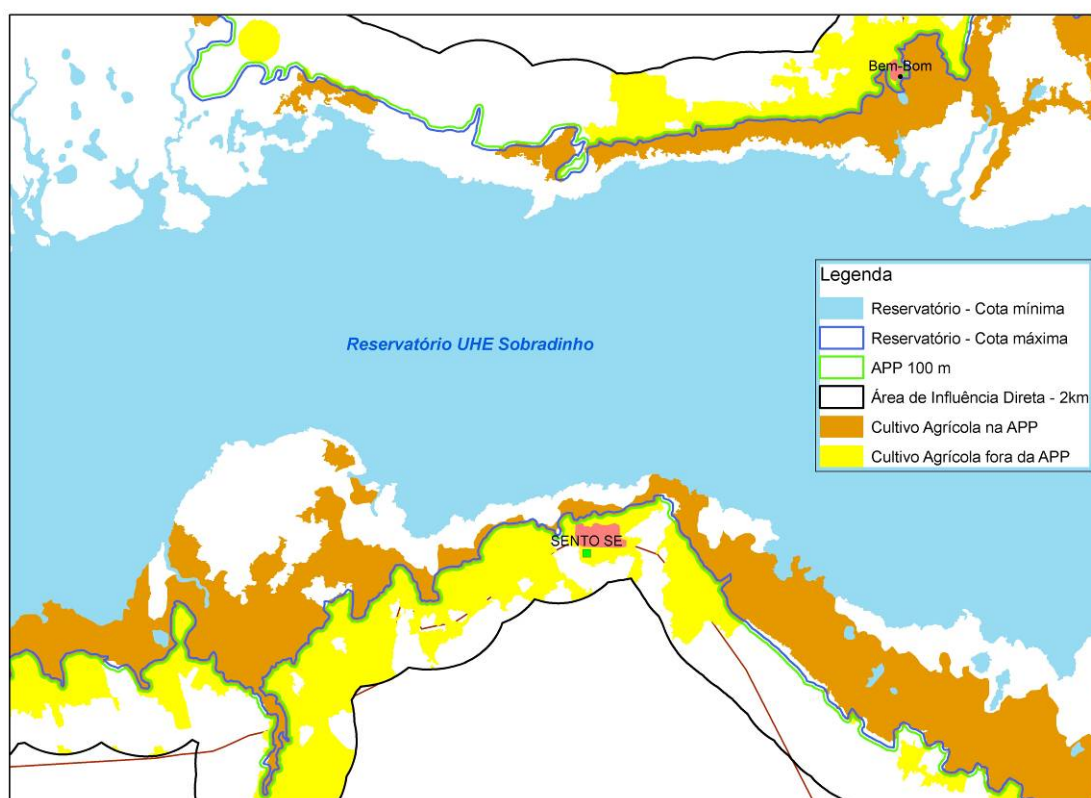 Bem-Bom
Legenda
Reservatório - Cota mínima
Reservatório - Cota máxima
APP 100 m
Área de Influência Direta - 2km
Cultivo Agrícola na APP
Cultivo Agrícola fora da APP
Reservatório UHE Sobradinho
SENTO SE